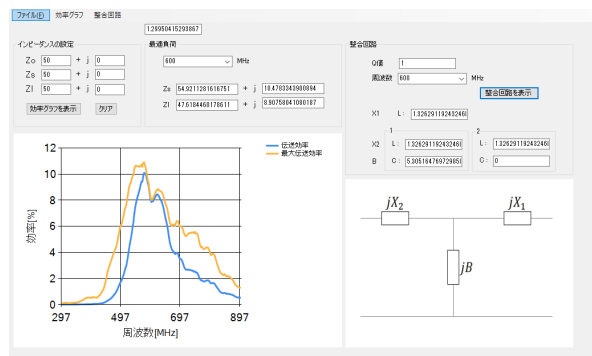 ファイル(F) 効率グラフ 整合回路
1.29950415293867
インピーダンスの設定
Zo 50 + j 0
Zs 50 + j 0
Zl 50 + j 0
効率グラフを表示 クリア
最適負荷
600 MHz
Zs 54.9211281616751 + j 10.4783343900894
Zl 47.6184460178611 + j 8.90758041080187
整合回路
Q値 1
周波数 600 MHz
整合回路を表示
X1 L: 1.32629119243246
1 2
X2 L: 1.32629119243246 L: 1.32629119243246
B C: 5.30516476972985 C: 0
伝送効率
最大伝送効率
効率[%]
12
10
8
6
4
2
0
297 497 697 897
周波数[MHz]
jX2 jX1
jB